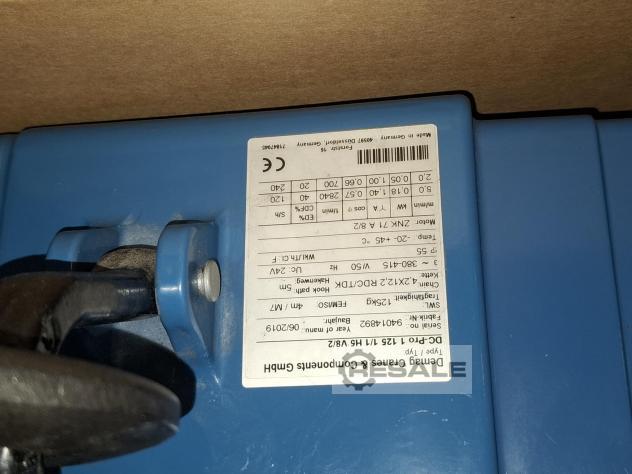 Demag Cranes & Components GmbH
Type / Typ
DC-Pro 1 125 1/1 H5 V8/2
Serial no 94014892 Year of manu. 06/2019
Fabrik-Nr. Baujahr
SWL
Tragfähigkeit: 125kg FEM/ISO 4m / M7
Chain 4,2X12,2 RDC/TDK Hook path: 5m
Kette Hakenweg:
3 ~ 380-415 V/50 Hz Uc: 24V
IP 55 WKL/Th.Cl. F
Temp -20- +45 °C
Motor ZNK 71 A 8/2
m/min kW Y A cos φ 1/min ED% CDF% S/h
8.0 0.18 1.40 0.57 2840 40 120
2.0 0.05 1.00 0.66 700 20 240
CE
Forststr. 16
Made in Germany 40597 Düsseldorf, Germany
RESALE